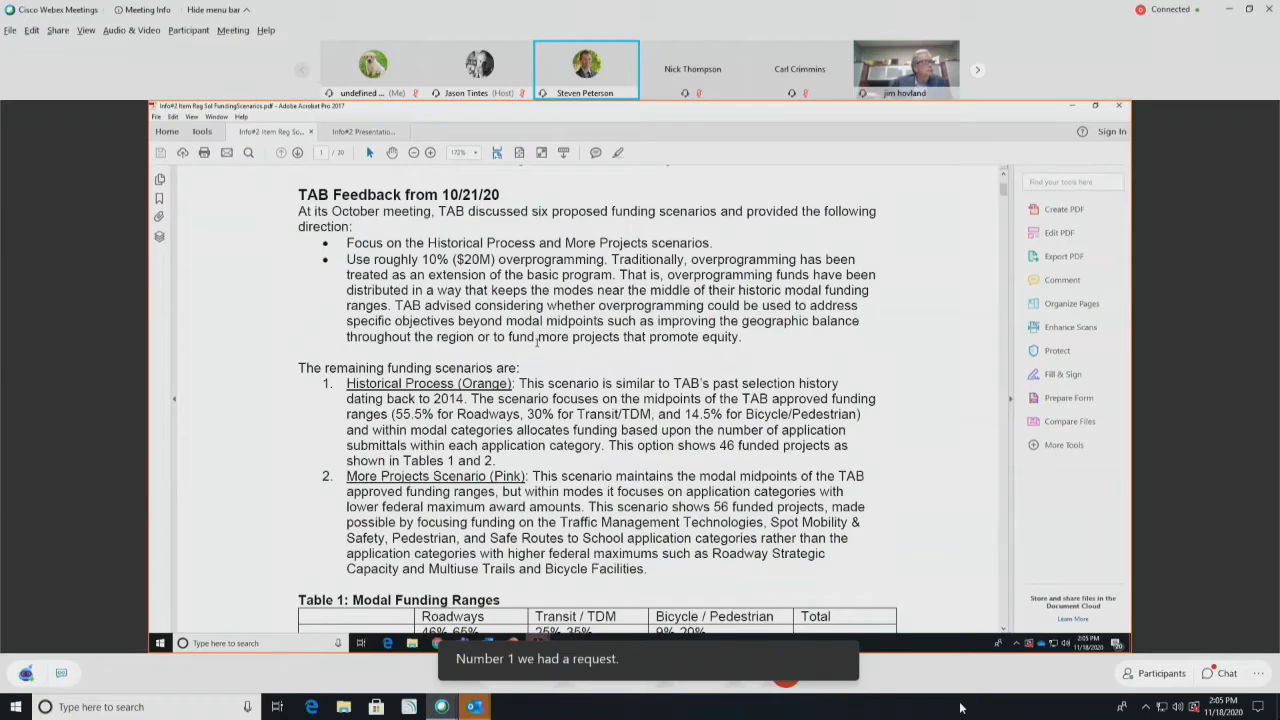 Cisco Webex Meetings Meeting Info Hide menu bar Connected
File Edit Share View Audio & Video Participant Meeting Help
undefined ... (Me) Jason Tintes (Host) Steven Peterson Nick Thompson Carl Crimmins jim hovland
Info#2 Item Reg Sol FundingScenarios.pdf - Adobe Acrobat Pro 2017
File Edit View Window Help
Home Tools Info#2 Item Reg So... × Info#2 Presentatio... Sign In
1 / 20 172%
TAB Feedback from 10/21/20
At its October meeting, TAB discussed six proposed funding scenarios and provided the following
direction:
• Focus on the Historical Process and More Projects scenarios.
• Use roughly 10% ($20M) overprogramming. Traditionally, overprogramming has been
treated as an extension of the basic program. That is, overprogramming funds have been
distributed in a way that keeps the modes near the middle of their historic modal funding
ranges. TAB advised considering whether overprogramming could be used to address
specific objectives beyond modal midpoints such as improving the geographic balance
throughout the region or to fund more projects that promote equity.
The remaining funding scenarios are:
1. Historical Process (Orange): This scenario is similar to TAB's past selection history
dating back to 2014. The scenario focuses on the midpoints of the TAB approved funding
ranges (55.5% for Roadways, 30% for Transit/TDM, and 14.5% for Bicycle/Pedestrian)
and within modal categories allocates funding based upon the number of application
submittals within each application category. This option shows 46 funded projects as
shown in Tables 1 and 2.
2. More Projects Scenario (Pink): This scenario maintains the modal midpoints of the TAB
approved funding ranges, but within modes it focuses on application categories with
lower federal maximum award amounts. This scenario shows 56 funded projects, made
possible by focusing funding on the Traffic Management Technologies, Spot Mobility &
Safety, Pedestrian, and Safe Routes to School application categories rather than the
application categories with higher federal maximums such as Roadway Strategic
Capacity and Multiuse Trails and Bicycle Facilities.
Table 1: Modal Funding Ranges
Roadways Transit / TDM Bicycle / Pedestrian Total
46%-65% 25%-35% 9%-20%
Find your tools here
Create PDF
Edit PDF
Export PDF
Comment
Organize Pages
Enhance Scans
Protect
Fill & Sign
Prepare Form
Compare Files
More Tools
Store and share files in the
Document Cloud
Learn More
Type here to search 2:05 PM
11/18/2020
Number 1 we had a request.
Participants Chat
Type here to search 2:05 PM
11/18/2020